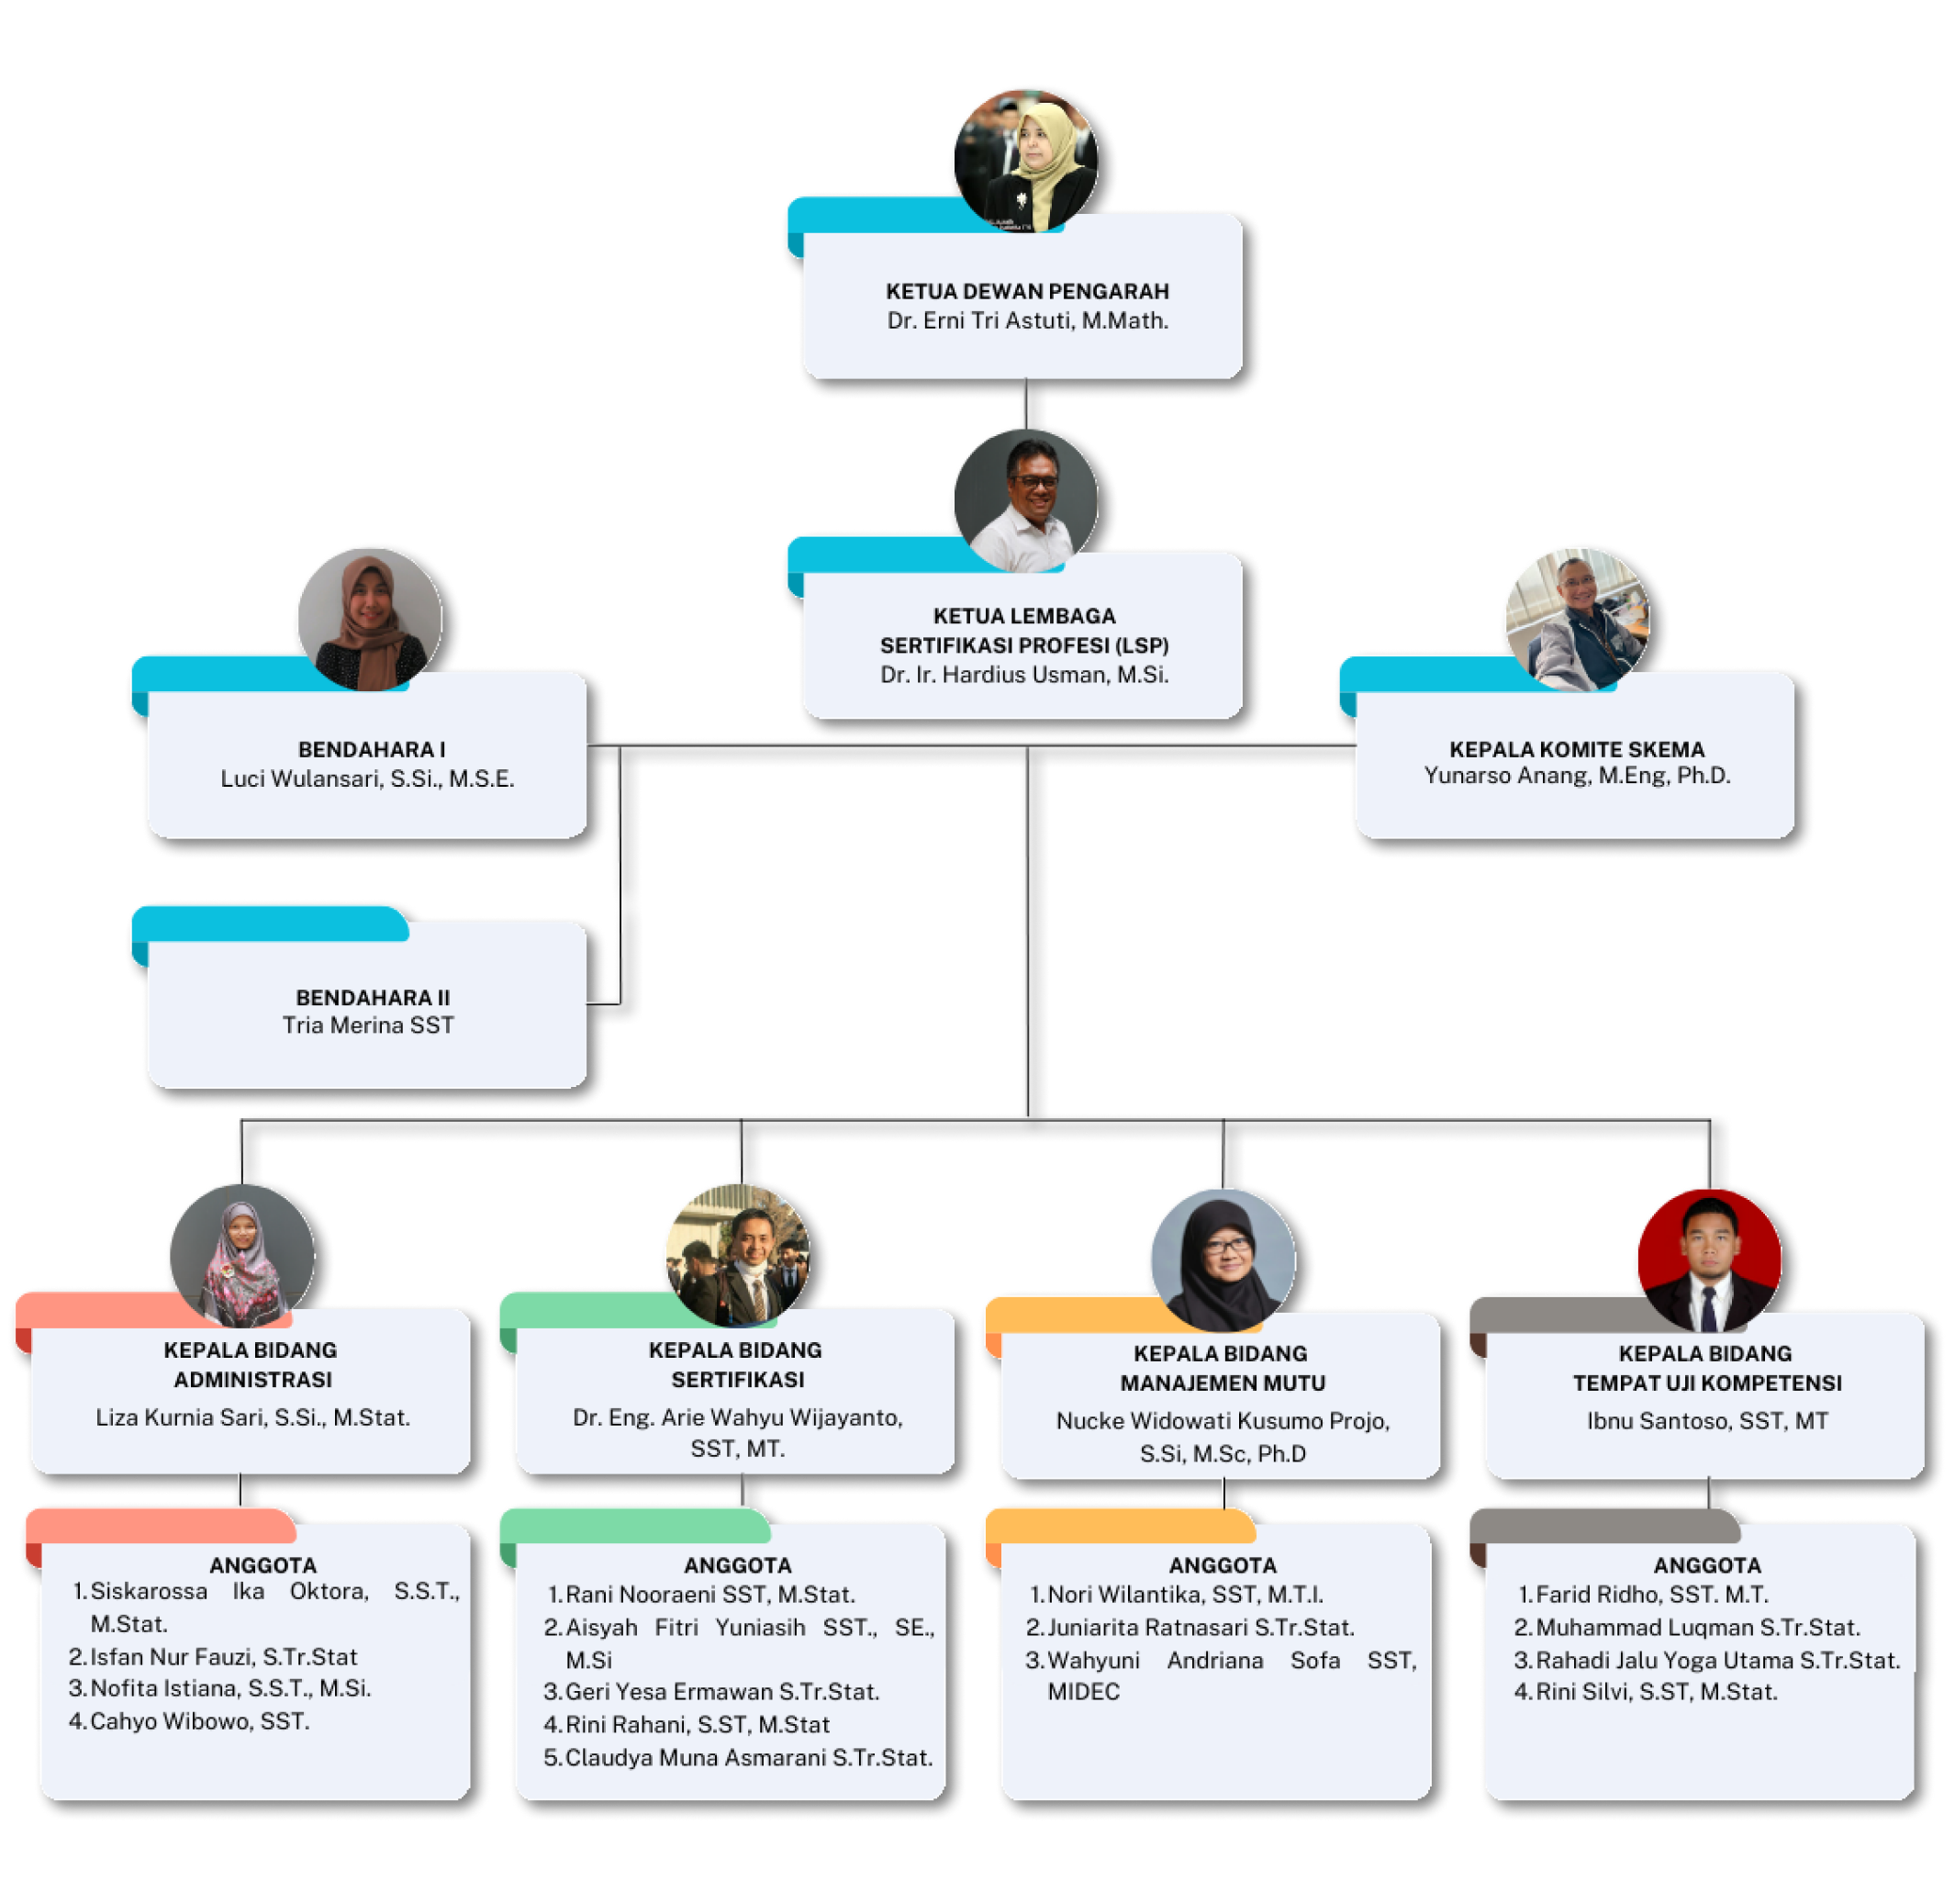 KETUA DEWAN PENGARAH
Dr. Erni Tri Astuti, M.Math.
KETUA LEMBAGA
SERTIFIKASI PROFESI (LSP)
Dr. Ir. Hardius Usman, M.Si.
BENDAHARA I
Luci Wulansari, S.Si., M.S.E.
KEPALA KOMITE SKEMA
Yunarso Anang, M.Eng, Ph.D.
BENDAHARA II
Tria Merina SST
KEPALA BIDANG
ADMINISTRASI
Liza Kurnia Sari, S.Si., M.Stat.
KEPALA BIDANG
SERTIFIKASI
Dr. Eng. Arie Wahyu Wijayanto,
SST, MT.
KEPALA BIDANG
MANAJEMEN MUTU
Nucke Widowati Kusumo Projo,
S.Si, M.Sc, Ph.D
KEPALA BIDANG
TEMPAT UJI KOMPETENSI
Ibnu Santoso, SST, MT
ANGGOTA
1. Siskarossa Ika Oktora, S.S.T.,
M.Stat.
2. Isfan Nur Fauzi, S.Tr.Stat
3. Nofita Istiana, S.S.T., M.Si.
4. Cahyo Wibowo, SST.
ANGGOTA
1. Rani Nooraeni SST, M.Stat.
2. Aisyah Fitri Yuniasih SST., SE.,
M.Si
3. Geri Yesa Ermawan S.Tr.Stat.
4. Rini Rahani, S.ST, M.Stat
5. Claudya Muna Asmarani S.Tr.Stat.
ANGGOTA
1. Nori Wilantika, SST, M.T.I.
2. Juniarita Ratnasari S.Tr.Stat.
3. Wahyuni Andriana Sofa SST,
MIDEC
ANGGOTA
1. Farid Ridho, SST. M.T.
2. Muhammad Luqman S.Tr.Stat.
3. Rahadi Jalu Yoga Utama S.Tr.Stat.
4. Rini Silvi, S.ST, M.Stat.